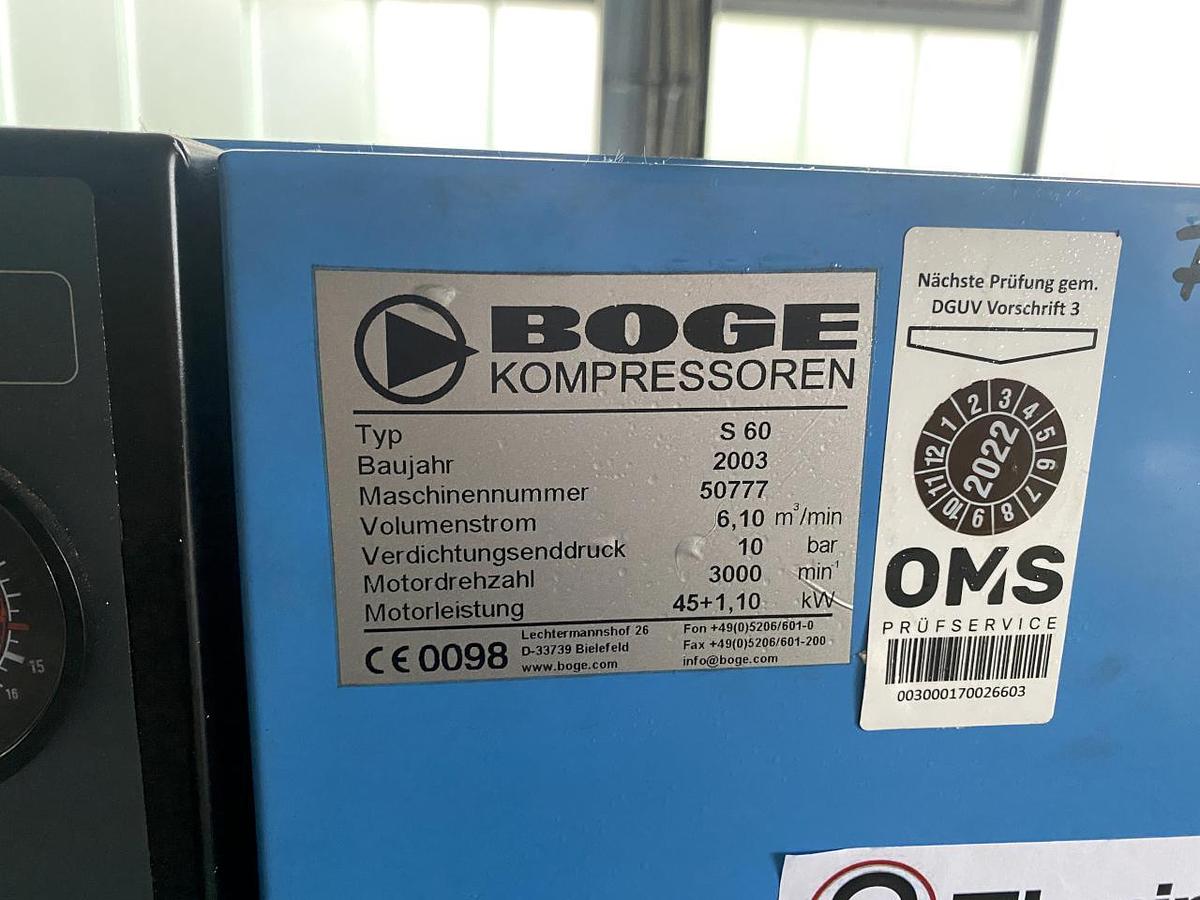 BOGE
KOMPRESSOREN
Typ S 60
Baujahr 2003
Maschinennummer 50777
Volumenstrom 6,10 m³/min
Verdichtungsenddruck 10 bar
Motordrehzahl 3000 min⁻¹
Motorleistung 45+1,10 kW
CE 0098
Lechtermannshof 26
D-33739 Bielefeld
www.boge.com
Fon +49(0)5206/601-0
Fax +49(0)5206/601-200
info@boge.com
Nächste Prüfung gem.
DGUV Vorschrift 3
1 2 3 4 5 6 7 8 9 10 11 12
2022
OMS
PRÜFSERVICE
003000170026603
15
16